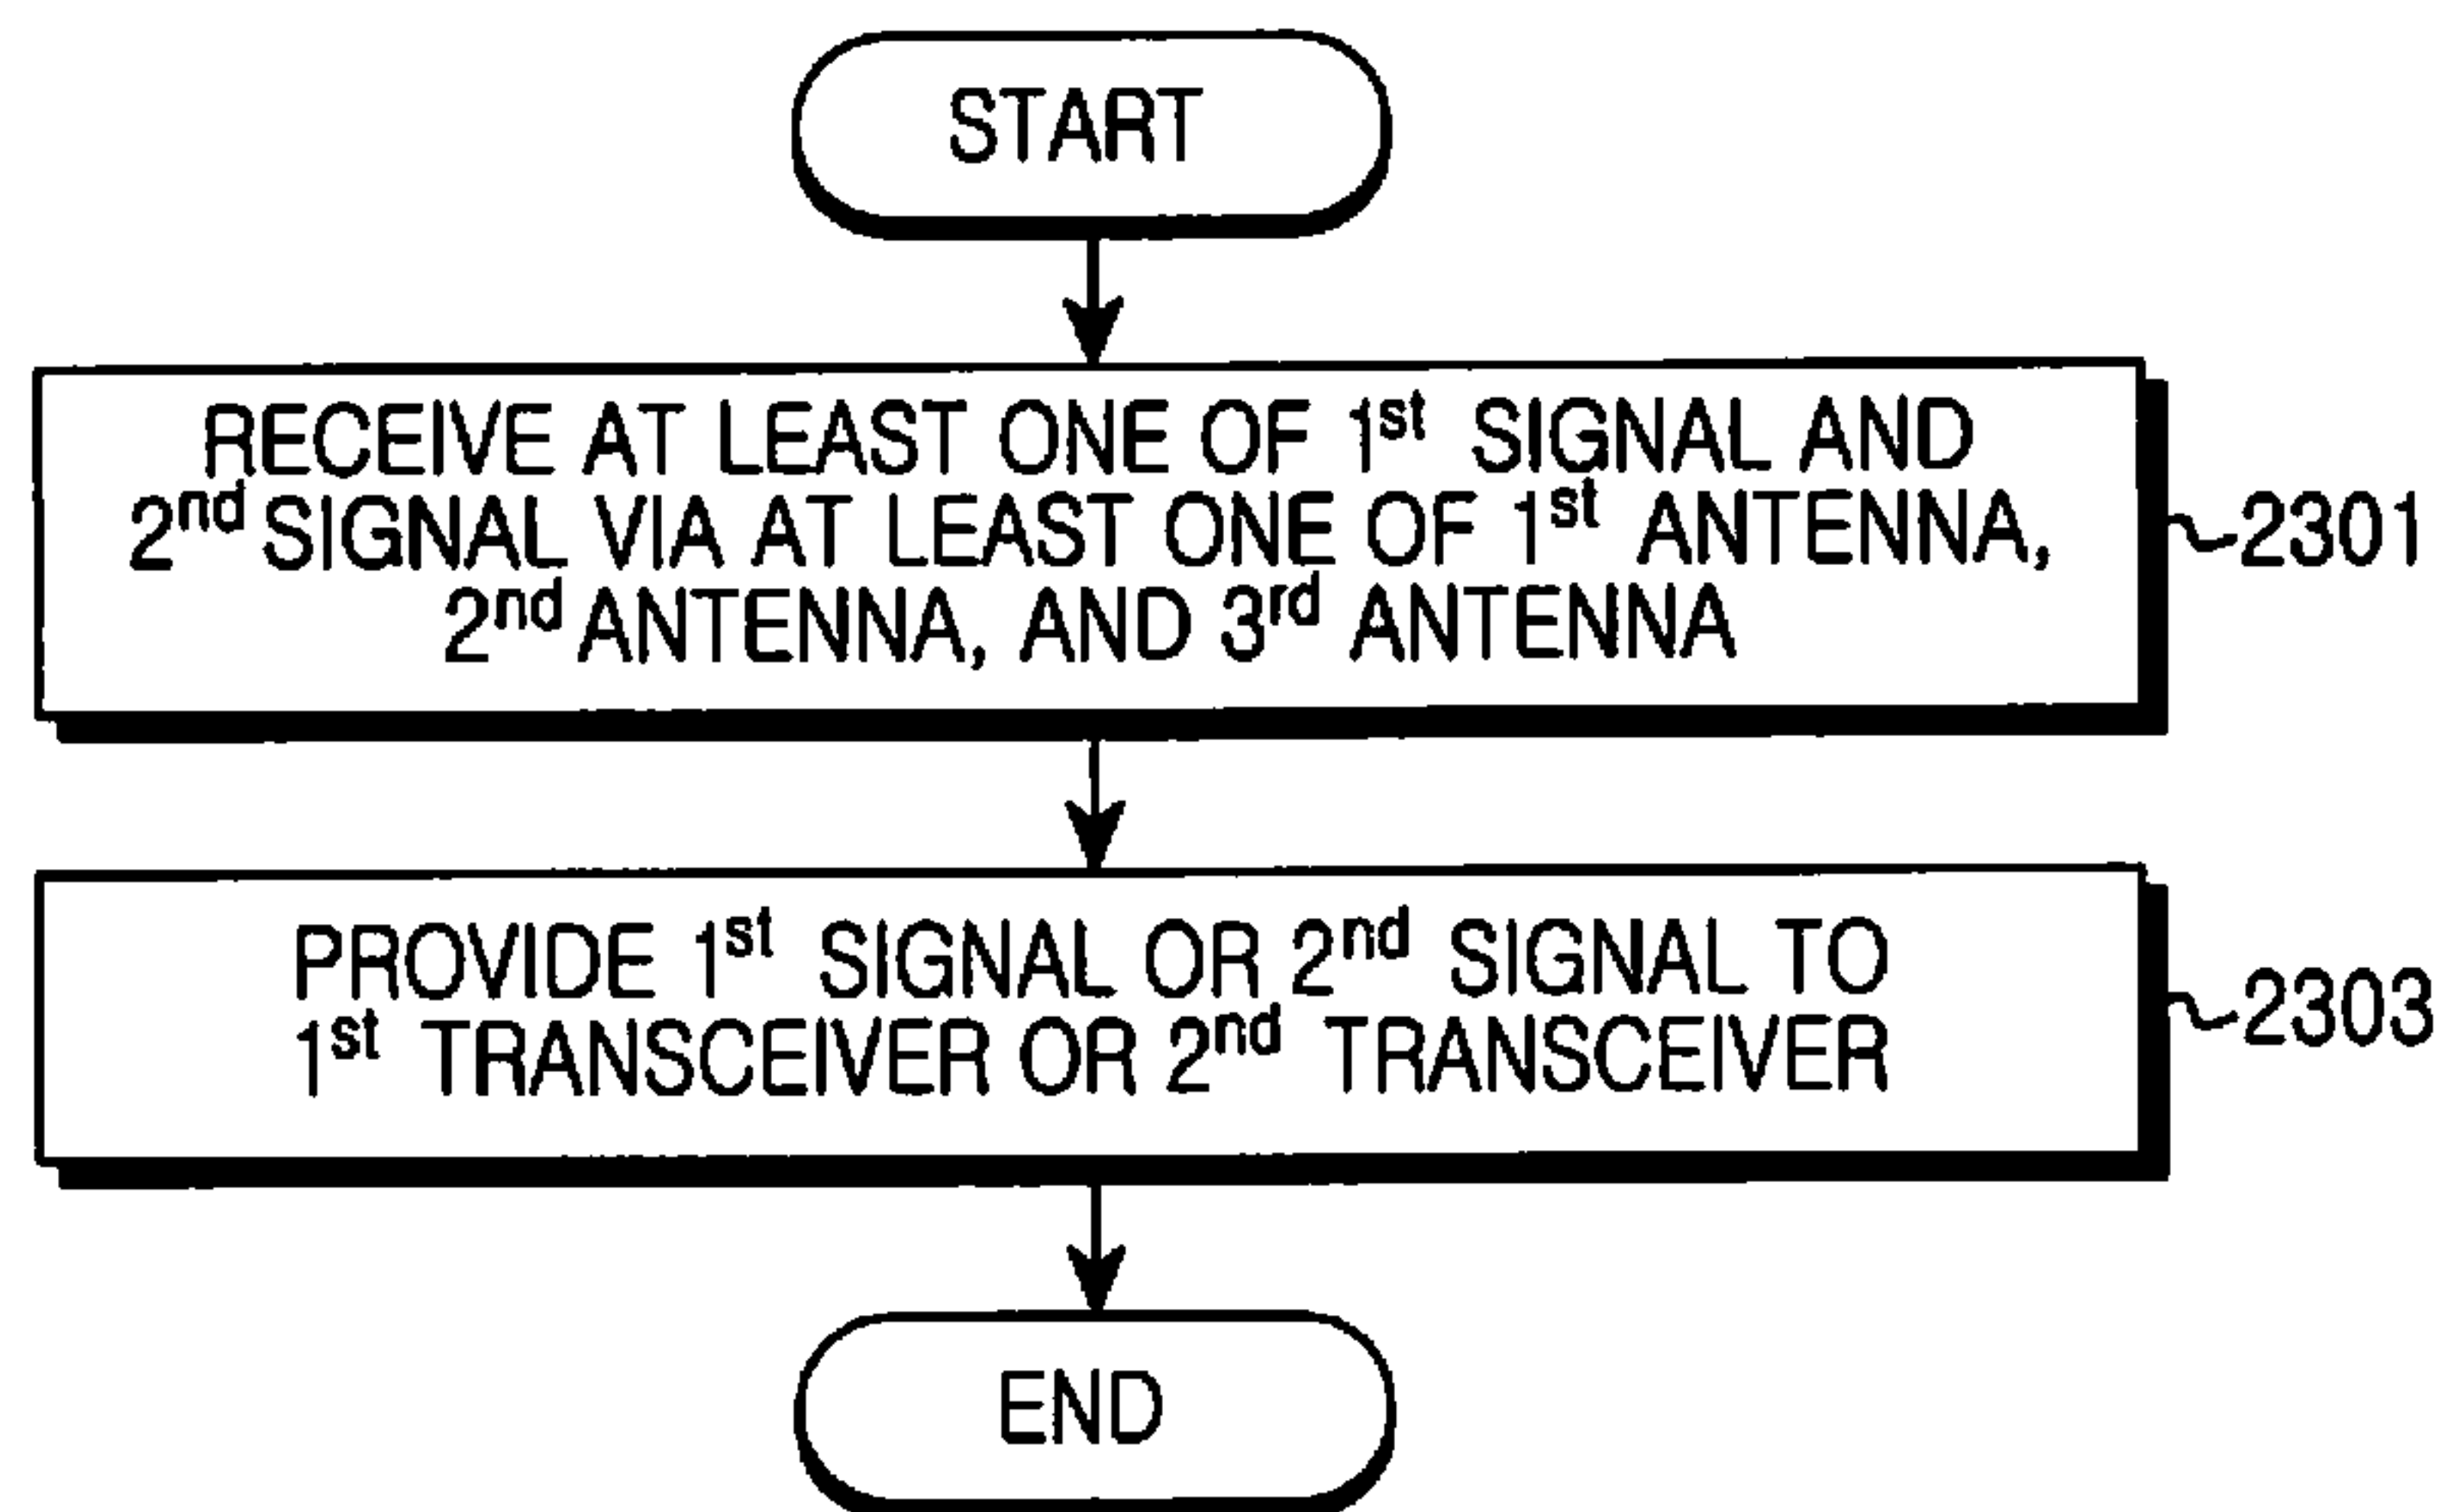 START
RECEIVE AT LEAST ONE OF 1st SIGNAL AND
2nd SIGNAL VIA AT LEAST ONE OF 1st ANTENNA,
2nd ANTENNA, AND 3rd ANTENNA
2301
PROVIDE 1st SIGNAL OR 2nd SIGNAL TO
1st TRANSCEIVER OR 2nd TRANSCEIVER
2303
END